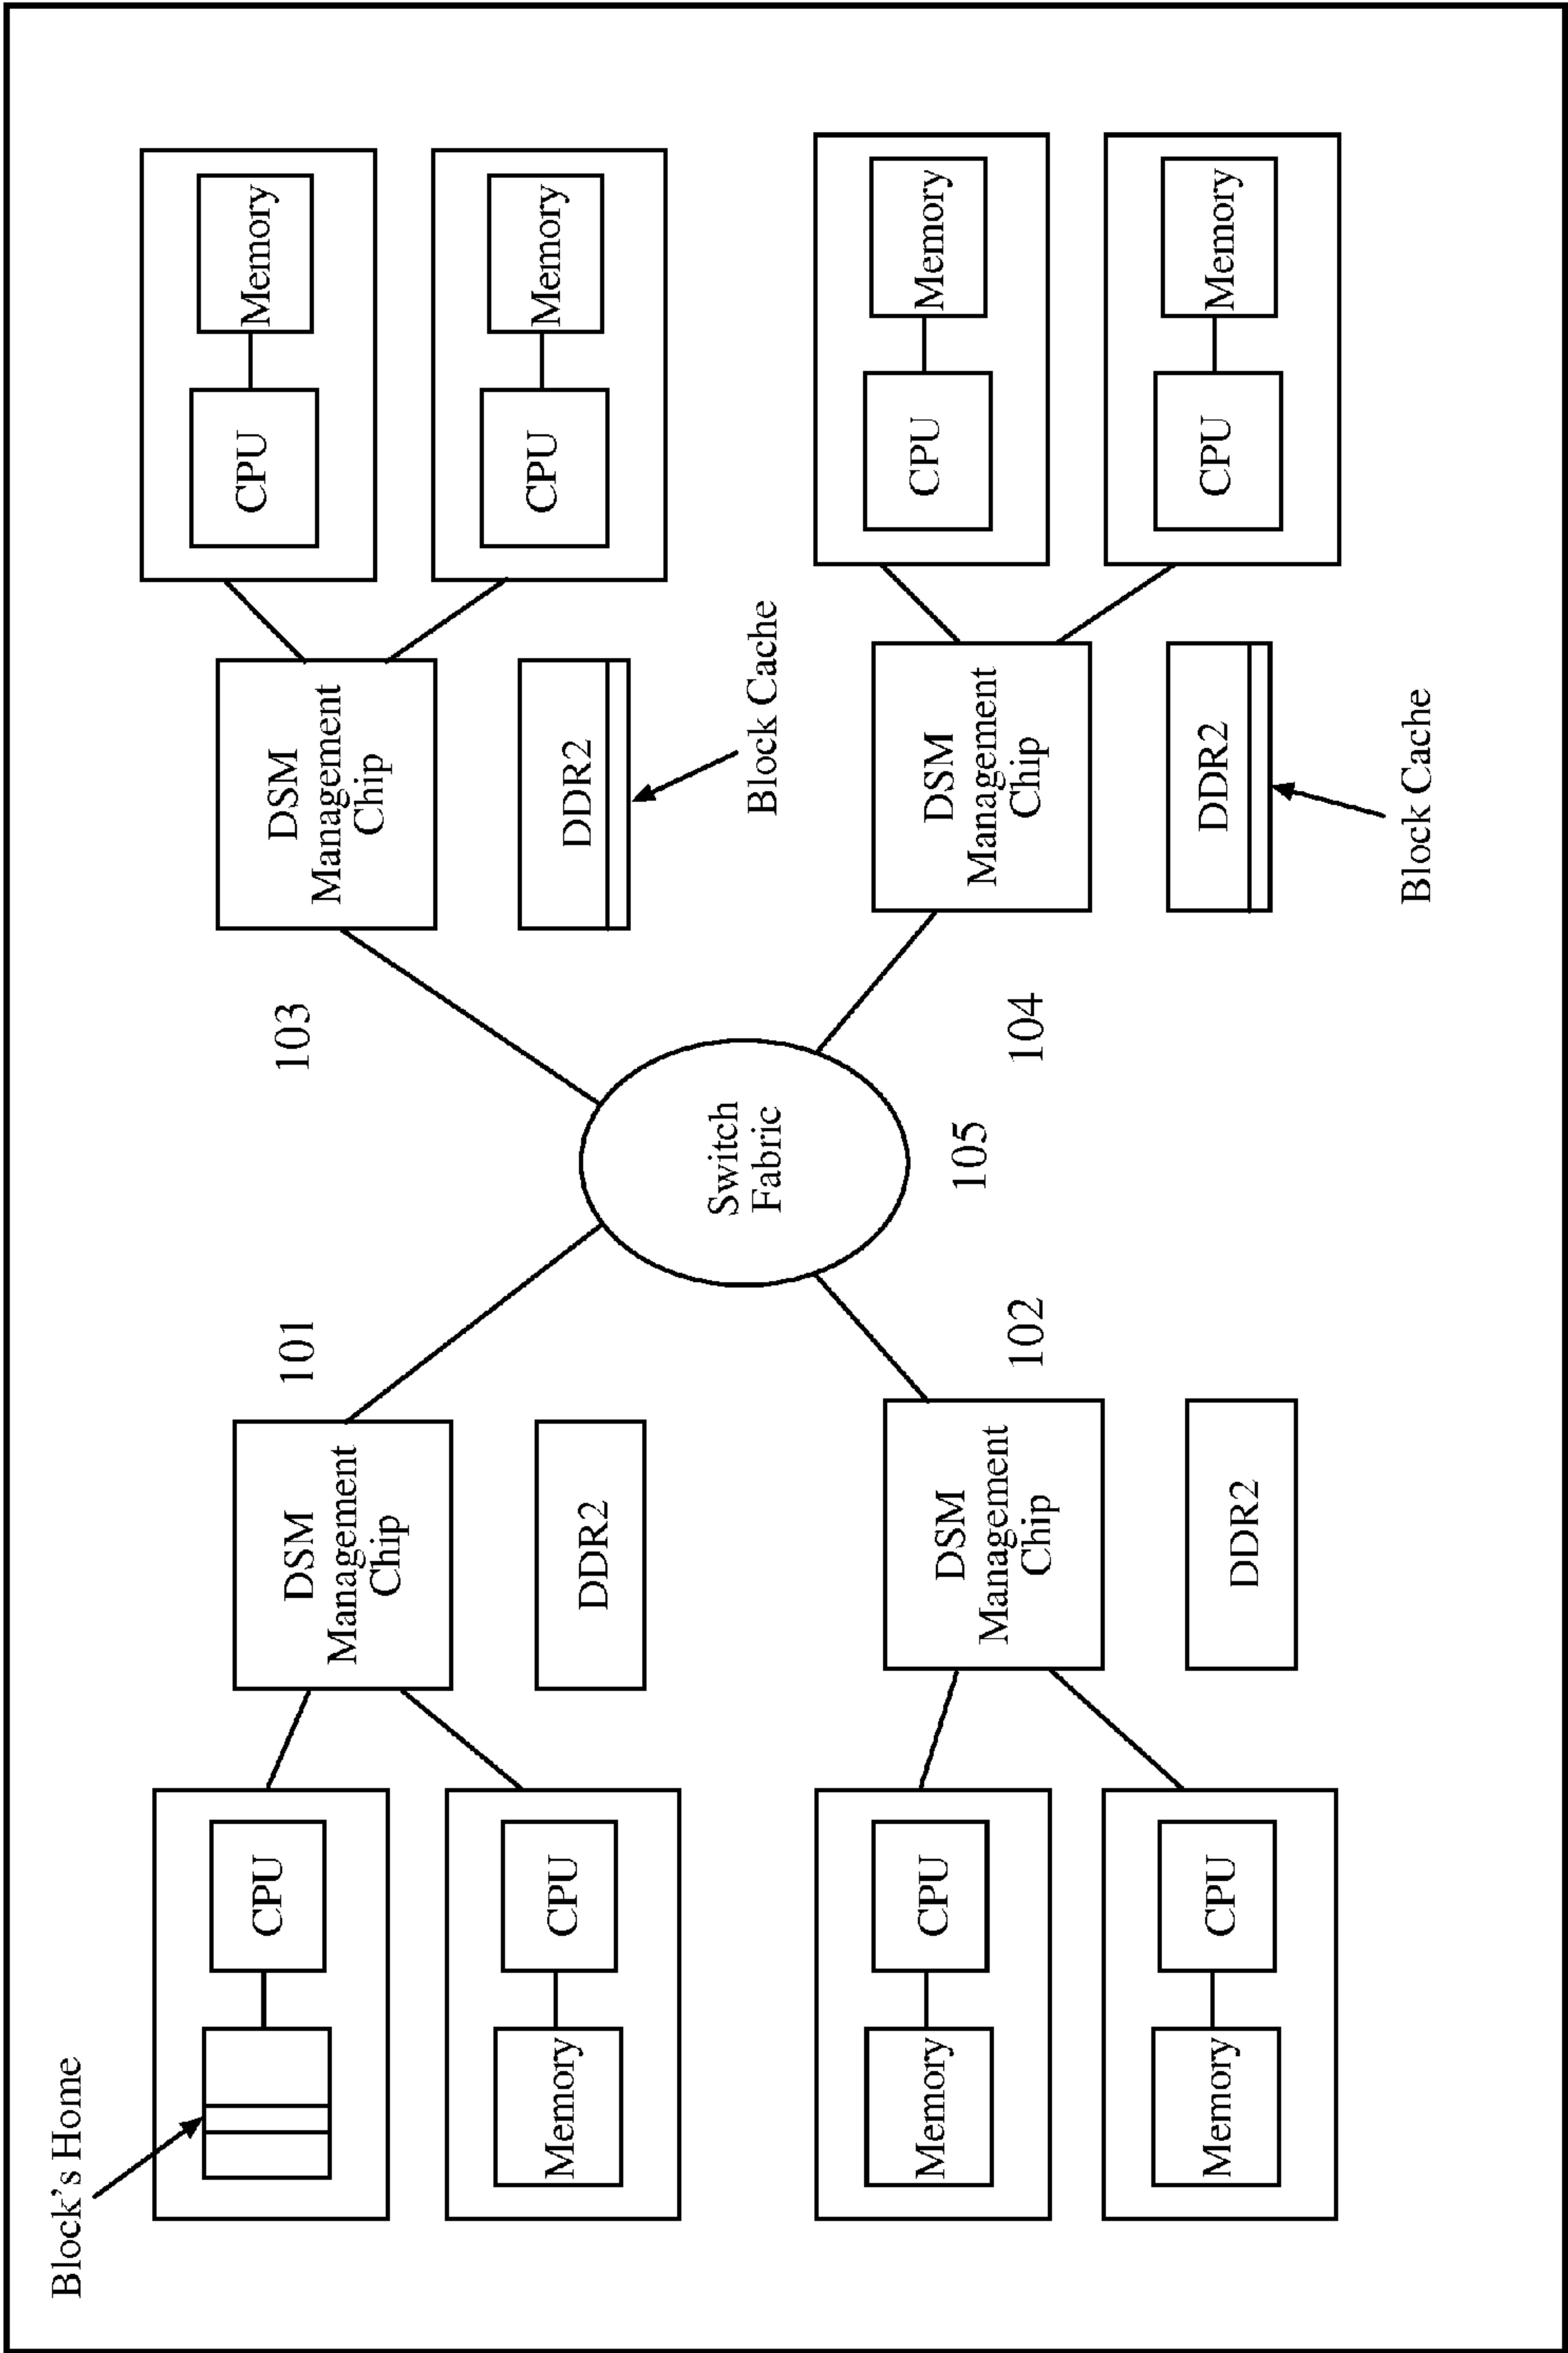 Block's Home
CPU
DSM
Management
Chip
101
103
DSM
Management
Chip
CPU
Memory
Memory
CPU
DDR2
DDR2
CPU
Memory
Switch
Fabric
Block Cache
Memory
CPU
DSM
Management
Chip
102
105
104
DSM
Management
Chip
CPU
Memory
Memory
CPU
DDR2
DDR2
CPU
Memory
Block Cache